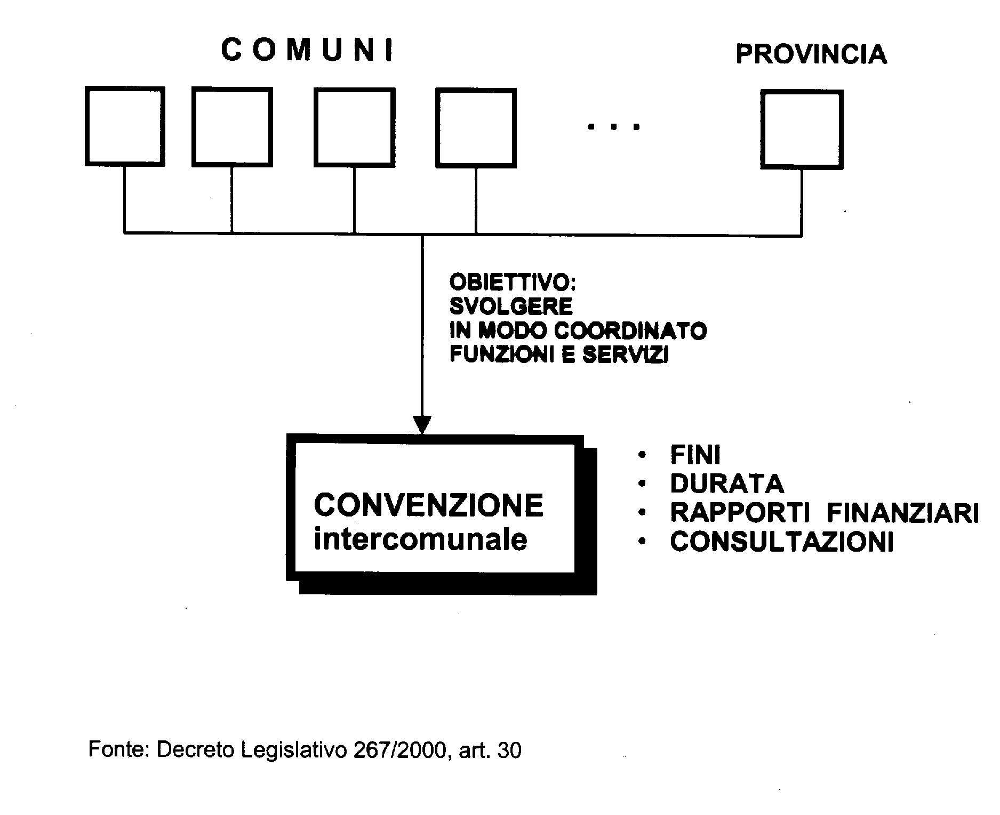 C O M U N I
PROVINCIA
. . .
OBIETTIVO:
SVOLGERE
IN MODO COORDINATO
FUNZIONI E SERVIZI
CONVENZIONE
intercomunale
• FINI
• DURATA
• RAPPORTI FINANZIARI
• CONSULTAZIONI
Fonte: Decreto Legislativo 267/2000, art. 30